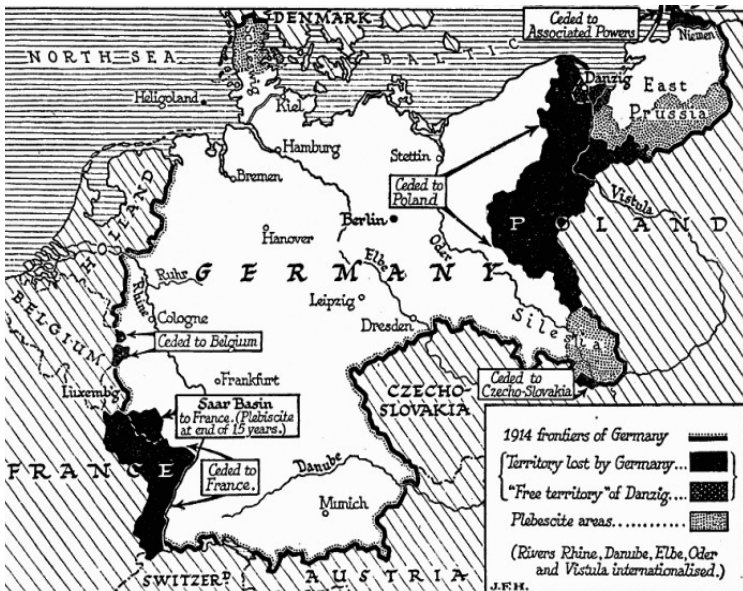 DENMARK
Ceded to
Associated Powers
Niemen
NORTH SEA
BALTIC
Schleswig
Danzig
East
Prussia
Heligoland
Kiel
Hamburg
Stettin
Bremen
Ceded to
Poland
Vistula
HOLLAND
Berlin
POLAND
Hanover
Elbe
Oder
GERMANY
Ruhr
Rhine
Leipzig
BELGIUM
Cologne
Dresden
Silesia
Ceded to Belgium
Ceded to
Czecho-Slovakia
Frankfurt
Luxembg
CZECHO-
SLOVAKIA
Saar Basin
to France. (Plebiscite
at end of 15 years.)
FRANCE
Ceded to
France.
Danube
Munich
SWITZERD
AUSTRIA
1914 frontiers of Germany
Territory lost by Germany...
"Free territory" of Danzig....
Plebescite areas............
(Rivers Rhine, Danube, Elbe, Oder
and Vistula internationalised.)
J.F.H.